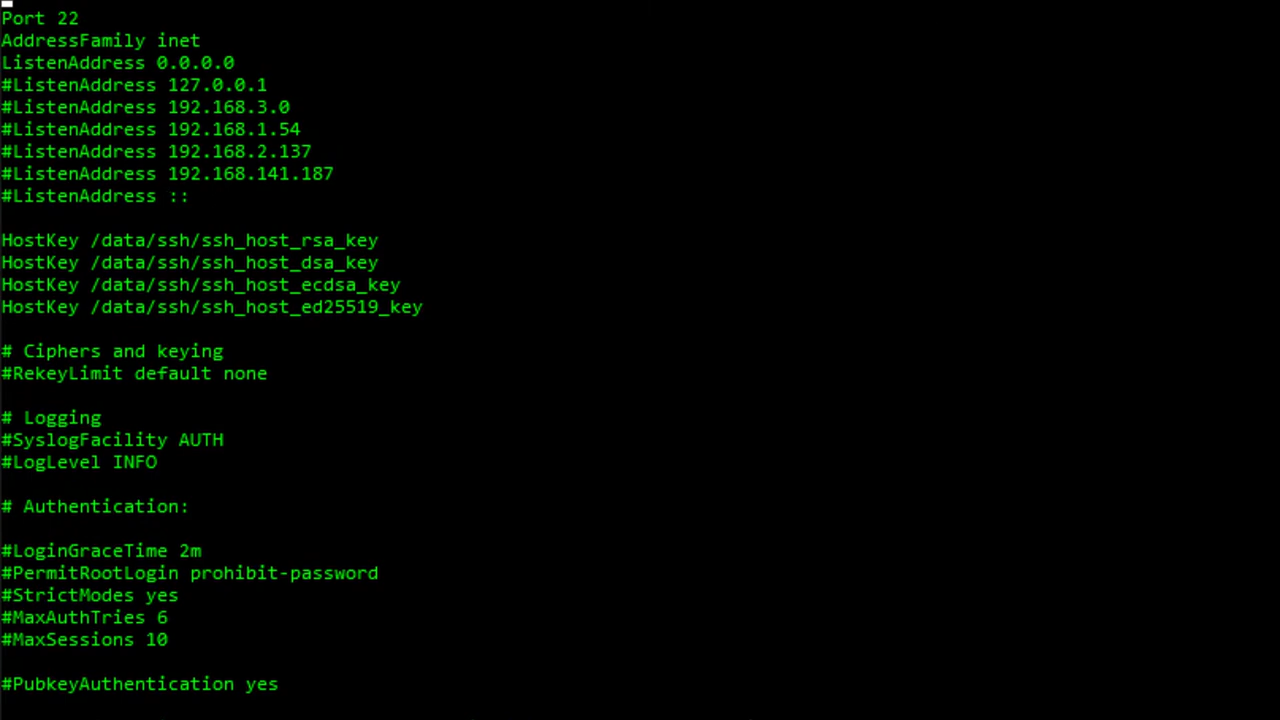 Port 22
AddressFamily inet
ListenAddress 0.0.0.0
#ListenAddress 127.0.0.1
#ListenAddress 192.168.3.0
#ListenAddress 192.168.1.54
#ListenAddress 192.168.2.137
#ListenAddress 192.168.141.187
#ListenAddress ::
HostKey /data/ssh/ssh_host_rsa_key
HostKey /data/ssh/ssh_host_dsa_key
HostKey /data/ssh/ssh_host_ecdsa_key
HostKey /data/ssh/ssh_host_ed25519_key
# Ciphers and keying
#RekeyLimit default none
# Logging
#SyslogFacility AUTH
#LogLevel INFO
# Authentication:
#LoginGraceTime 2m
#PermitRootLogin prohibit-password
#StrictModes yes
#MaxAuthTries 6
#MaxSessions 10
#PubkeyAuthentication yes